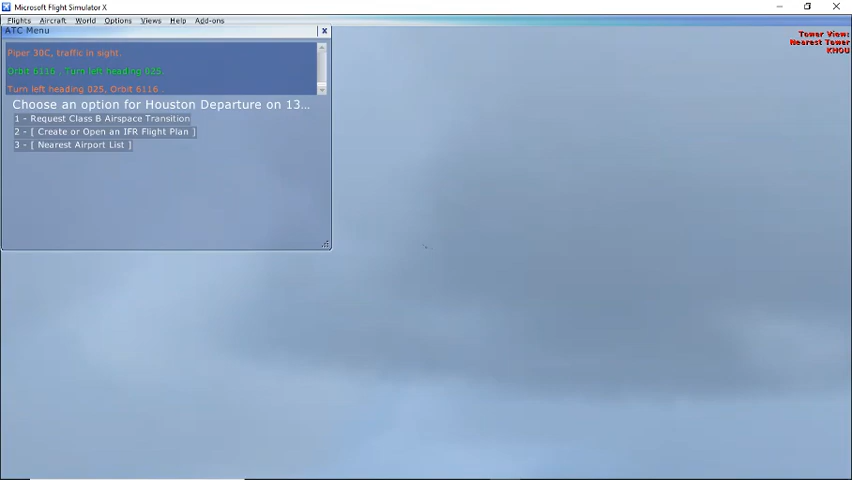 Microsoft Flight Simulator X
Flights Aircraft World Options Views Help Add-ons
ATC Menu
Tower View:
Nearest Tower
KHOU
Piper 30C, traffic in sight.
Orbit 6116 . Turn left heading 025.
Turn left heading 025, Orbit 6116 .
Choose an option for Houston Departure on 13...
1 - Request Class B Airspace Transition
2 - [ Create or Open an IFR Flight Plan ]
3 - [ Nearest Airport List ]